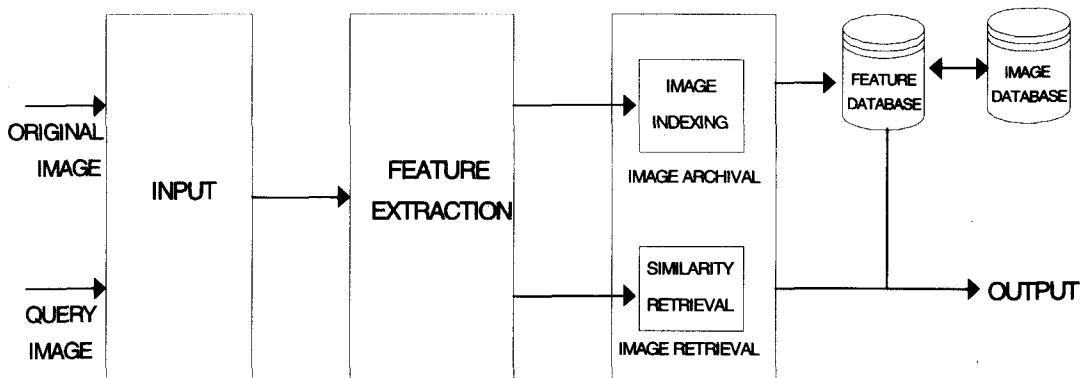 ORIGINAL
IMAGE
QUERY
IMAGE
INPUT
FEATURE
EXTRACTION
IMAGE
INDEXING
IMAGE ARCHIVAL
SIMILARITY
RETRIEVAL
IMAGE RETRIEVAL
FEATURE
DATABASE
IMAGE
DATABASE
OUTPUT